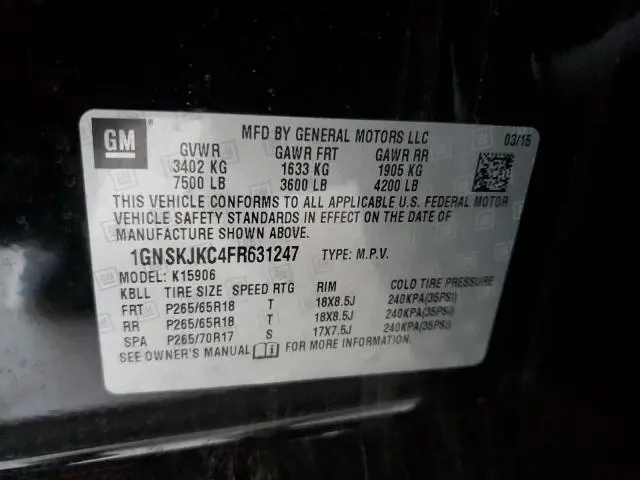 GM
MFD BY GENERAL MOTORS LLC 03/15
GVWR GAWR FRT GAWR RR
3402 KG 1633 KG 1905 KG
7500 LB 3600 LB 4200 LB
THIS VEHICLE CONFORMS TO ALL APPLICABLE U.S. FEDERAL MOTOR
VEHICLE SAFETY STANDARDS IN EFFECT ON THE DATE OF
MANUFACTURE SHOWN ABOVE.
1GNSKJKC4FR631247 TYPE: M.P.V.
MODEL: K15906
KBLL TIRE SIZE SPEED RTG RIM COLD TIRE PRESSURE
FRT P265/65R18 T 18X8.5J 240KPA(35PSI)
RR P265/65R18 T 18X8.5J 240KPA(35PSI)
SPA P265/70R17 S 17X7.5J 240KPA(35PSI)
SEE OWNER'S MANUAL FOR MORE INFORMATION.